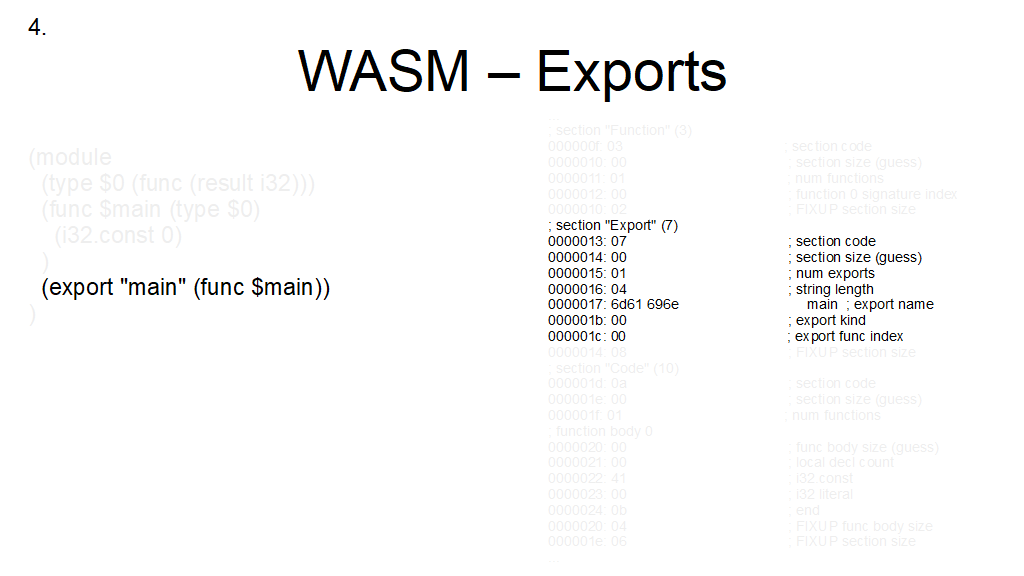 4.
WASM – Exports
(module
(type $0 (func (result i32)))
(func $main (type $0)
(i32.const 0)
)
(export "main" (func $main))
)
...
; section "Function" (3)
000000f: 03 ; section code
0000010: 00 ; section size (guess)
0000011: 01 ; num functions
0000012: 00 ; function 0 signature index
0000010: 02 ; FIXUP section size
; section "Export" (7)
0000013: 07 ; section code
0000014: 00 ; section size (guess)
0000015: 01 ; num exports
0000016: 04 ; string length
0000017: 6d61 696e main ; export name
000001b: 00 ; export kind
000001c: 00 ; export func index
0000014: 08 ; FIXUP section size
; section "Code" (10)
000001d: 0a ; section code
000001e: 00 ; section size (guess)
000001f: 01 ; num functions
; function body 0
0000020: 00 ; func body size (guess)
0000021: 00 ; local decl count
0000022: 41 ; i32.const
0000023: 00 ; i32 literal
0000024: 0b ; end
0000020: 04 ; FIXUP func body size
000001e: 06 ; FIXUP section size
...